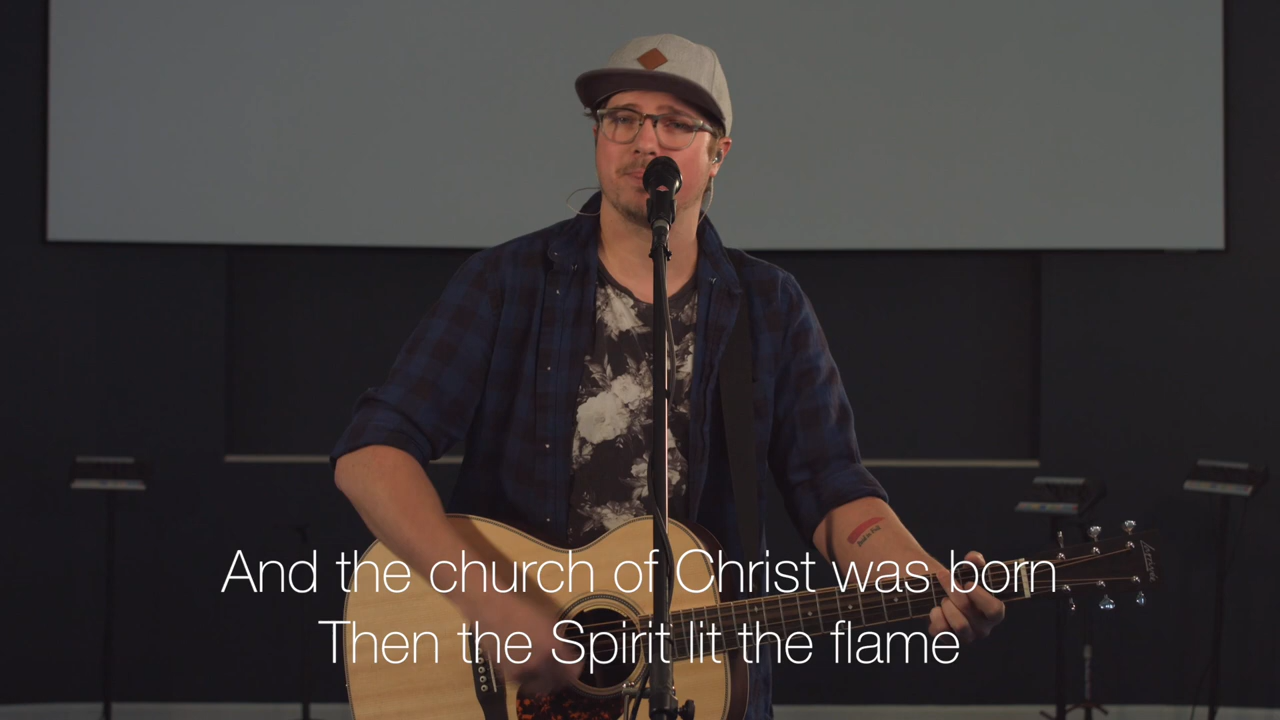 And the church of Christ was born
Then the Spirit lit the flame